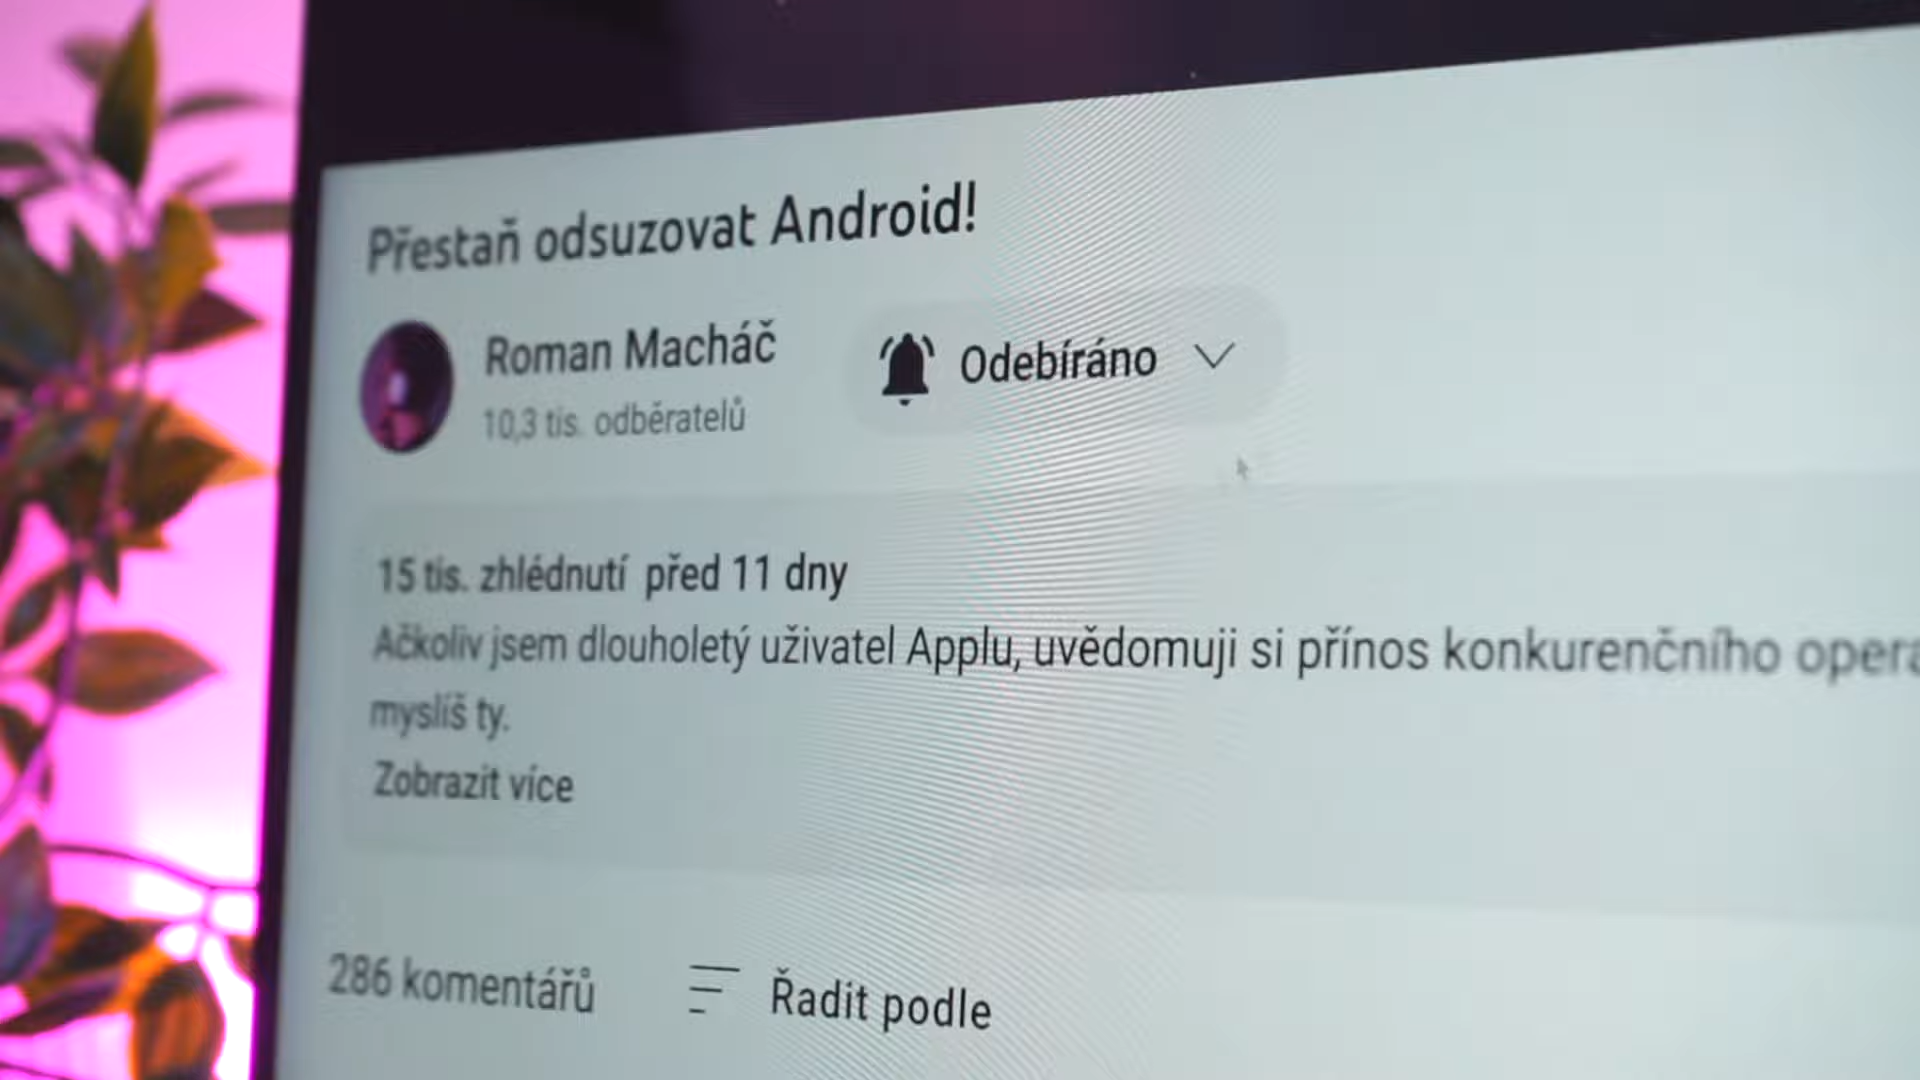 Přestaň odsuzovat Android!
Roman Macháč
Odebíráno
10,3 tis. odběratelů
15 tis. zhlédnutí před 11 dny
Ačkoliv jsem dlouholetý uživatel Applu, uvědomuji si přínos konkurenčního opera
myslíš ty.
Zobrazit více
286 komentářů
Řadit podle